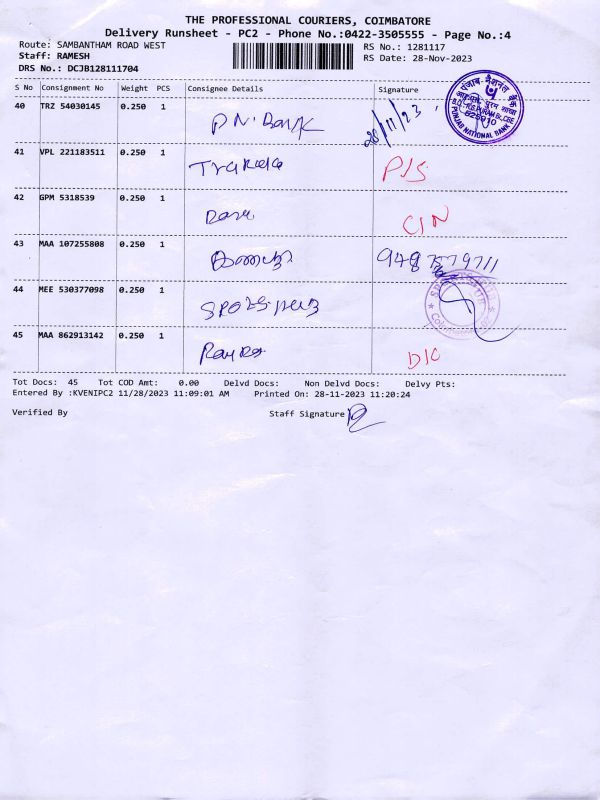 THE PROFESSIONAL COURIERS, COIMBATORE
Delivery Runsheet - PC2 - Phone No.:0422-3505555 - Page No.:4
Route: SAMBANTHAM ROAD WEST RS No.: 1281117
Staff: RAMESH RS Date: 28-Nov-2023
DRS No.: DCJB128111704
S No Consignment No Weight PCS Consignee Details Signature
40 TRZ 54030145 0.250 1 P.N. Bank 28/11/23
PUNJAB NATIONAL BANK
41 VPL 221183511 0.250 1 P/S
42 GPM 5318539 0.250 1 C/N
43 MAA 107255808 0.250 1
44 MEE 530377098 0.250 1
45 MAA 862913142 0.250 1 D/C
Tot Docs: 45 Tot COD Amt: 0.00 Delvd Docs: Non Delvd Docs: Delvy Pts:
Entered By :KVENIPC2 11/28/2023 11:09:01 AM Printed On: 28-11-2023 11:20:24
Verified By Staff Signature